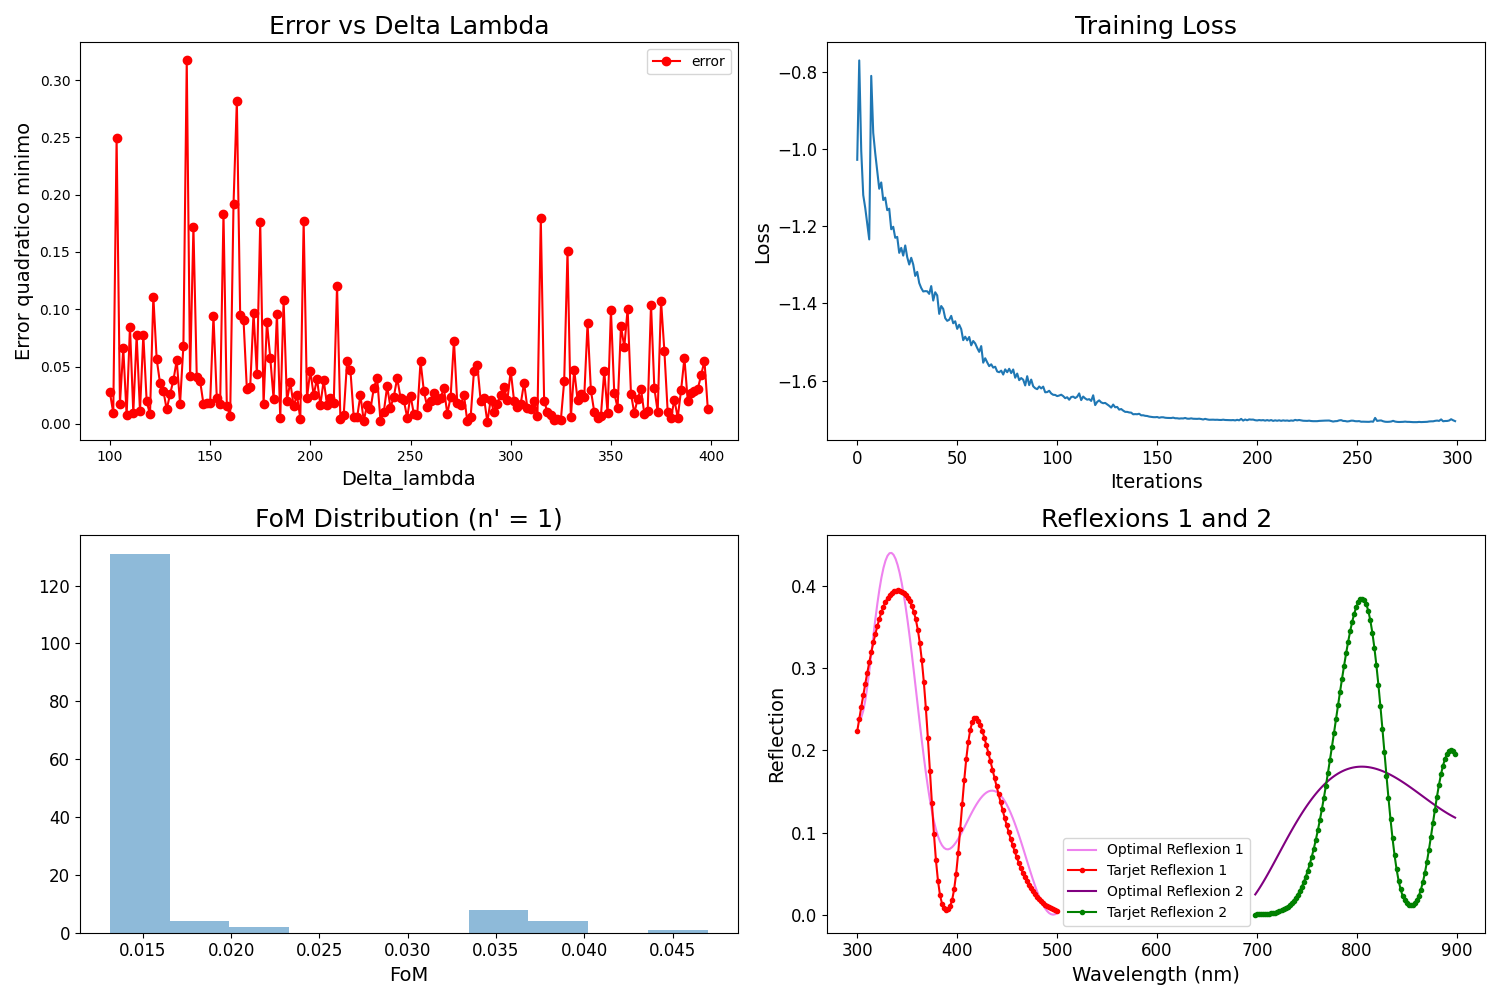 Error vs Delta Lambda
error
Error quadratico minimo
0.30
0.25
0.20
0.15
0.10
0.05
0.00
100 150 200 250 300 350 400
Delta_lambda
Training Loss
Loss
−0.8
−1.0
−1.2
−1.4
−1.6
0 50 100 150 200 250 300
Iterations
FoM Distribution (n' = 1)
120
100
80
60
40
20
0
0.015 0.020 0.025 0.030 0.035 0.040 0.045
FoM
Reflexions 1 and 2
Reflection
0.4
0.3
0.2
0.1
0.0
Optimal Reflexion 1
Tarjet Reflexion 1
Optimal Reflexion 2
Tarjet Reflexion 2
300 400 500 600 700 800 900
Wavelength (nm)